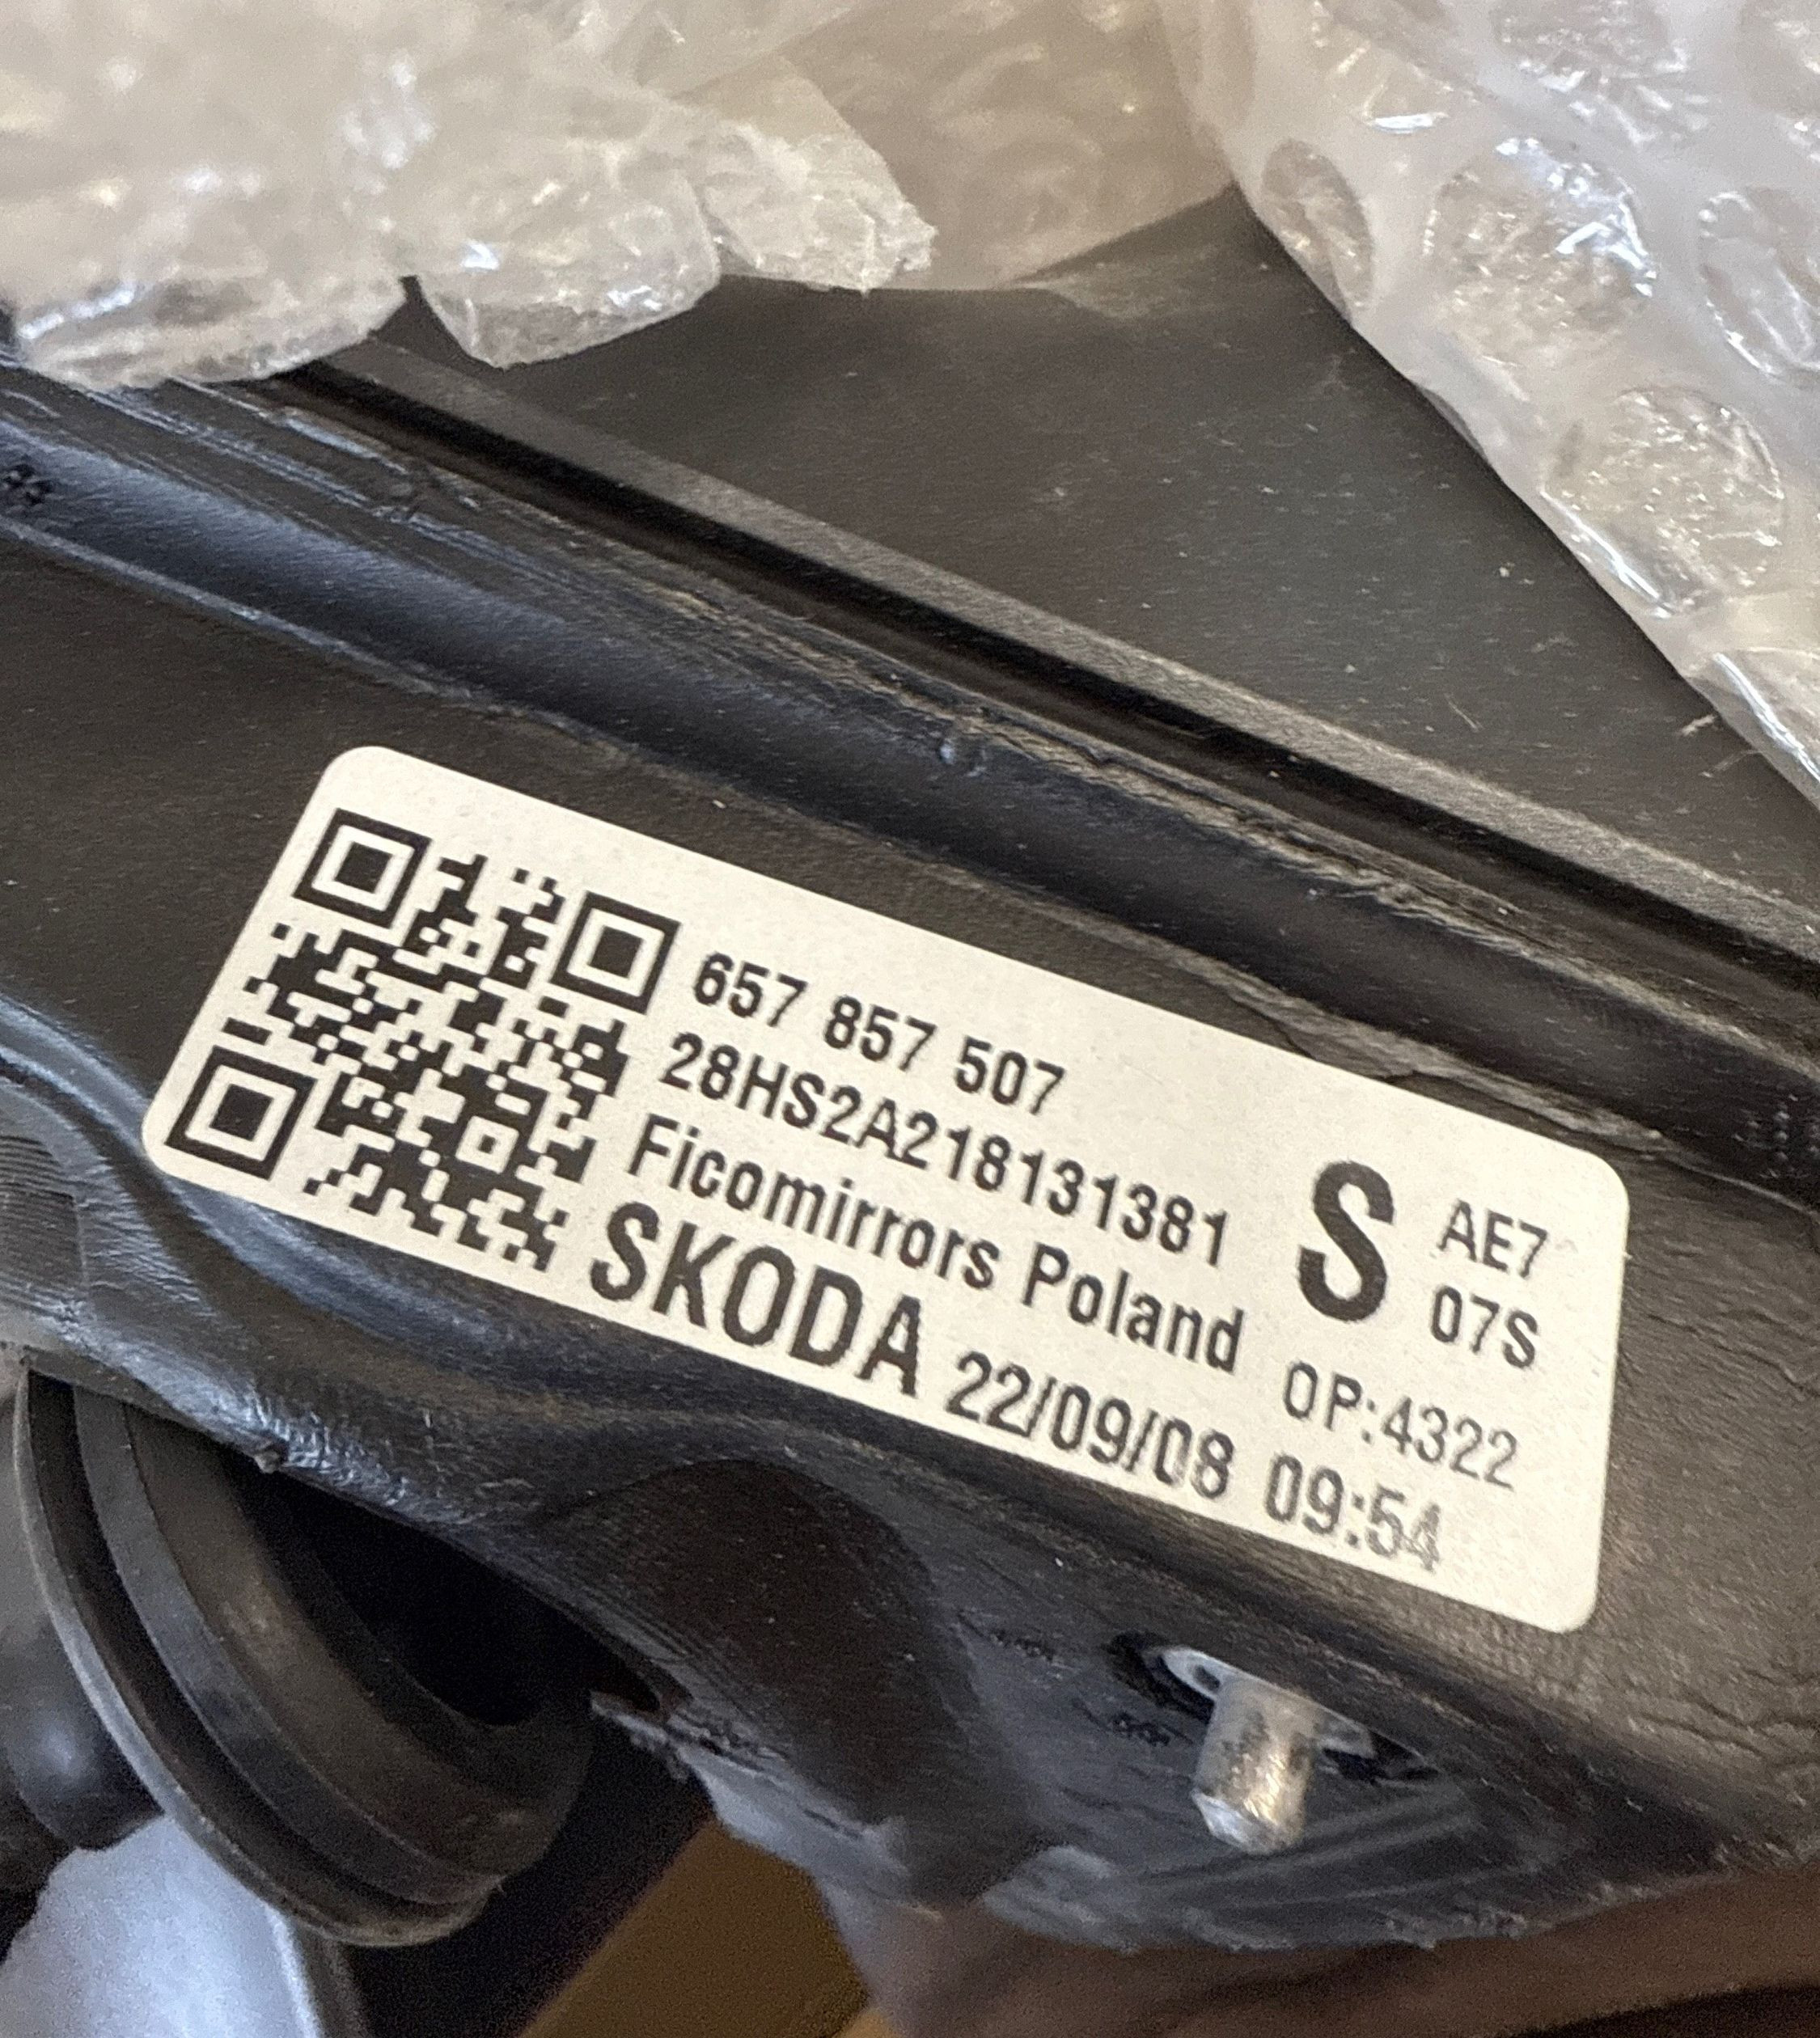 657 857 507
28HS2A218131381
Ficomirrors Poland
SKODA 22/09/08 09:54
S
AE7
07S
OP:4322